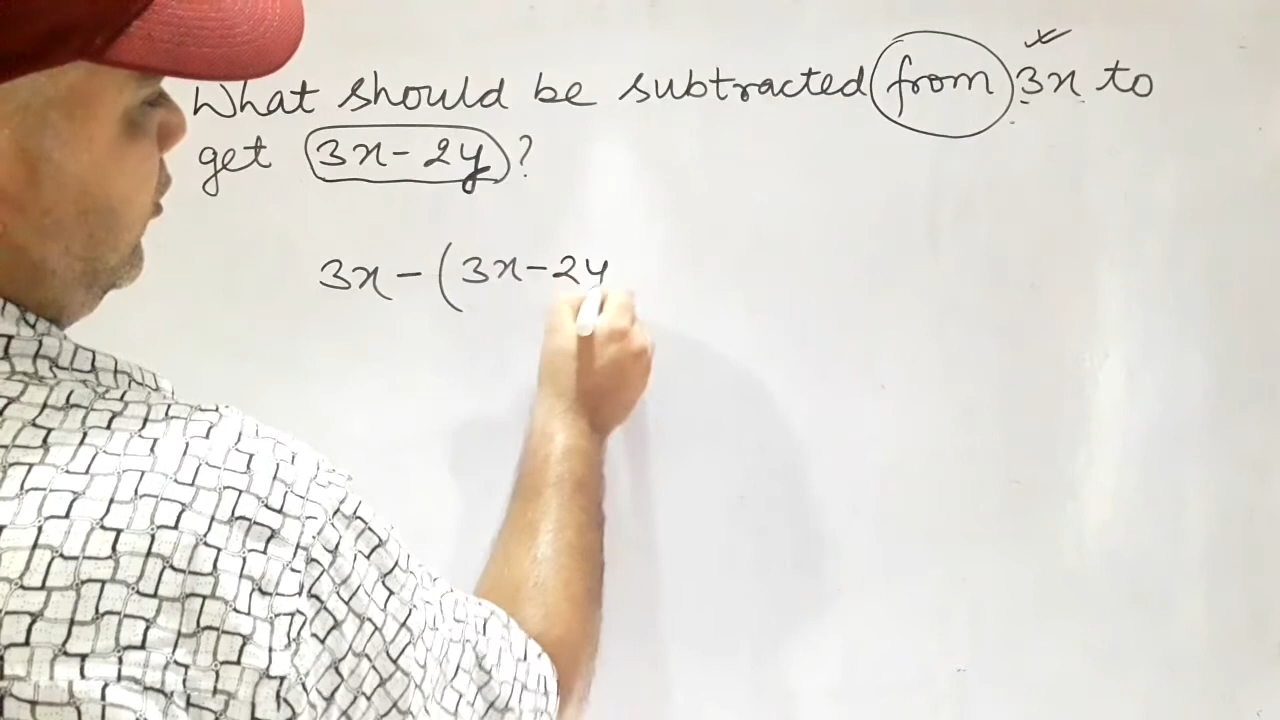 What should be subtracted from 3x to
get 3x-2y?
3x-(3x-2y